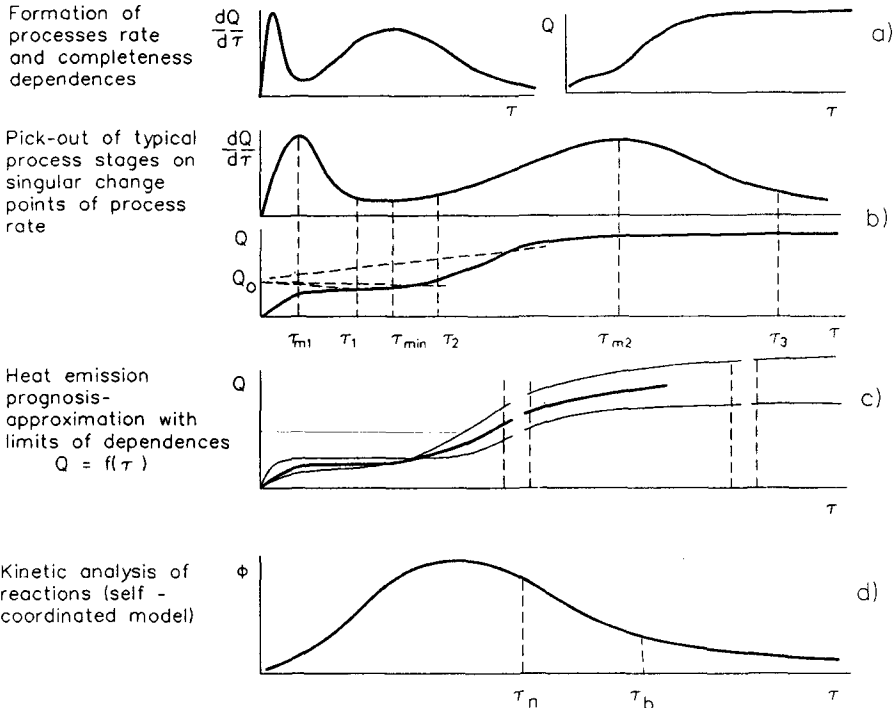 Formation of
processes rate
and completeness
dependences
dQ
dτ
τ
Q
τ
a)
Pick-out of typical
process stages on
singular change
points of process
rate
dQ
dτ
Q
Q₀
τm1 τ1 τmin τ2 τm2 τ3 τ
b)
Heat emission
prognosis-
approximation with
limits of dependences
Q = f(τ)
Q
τ
c)
Kinetic analysis of
reactions (self -
coordinated model)
Φ
τn τb τ
d)